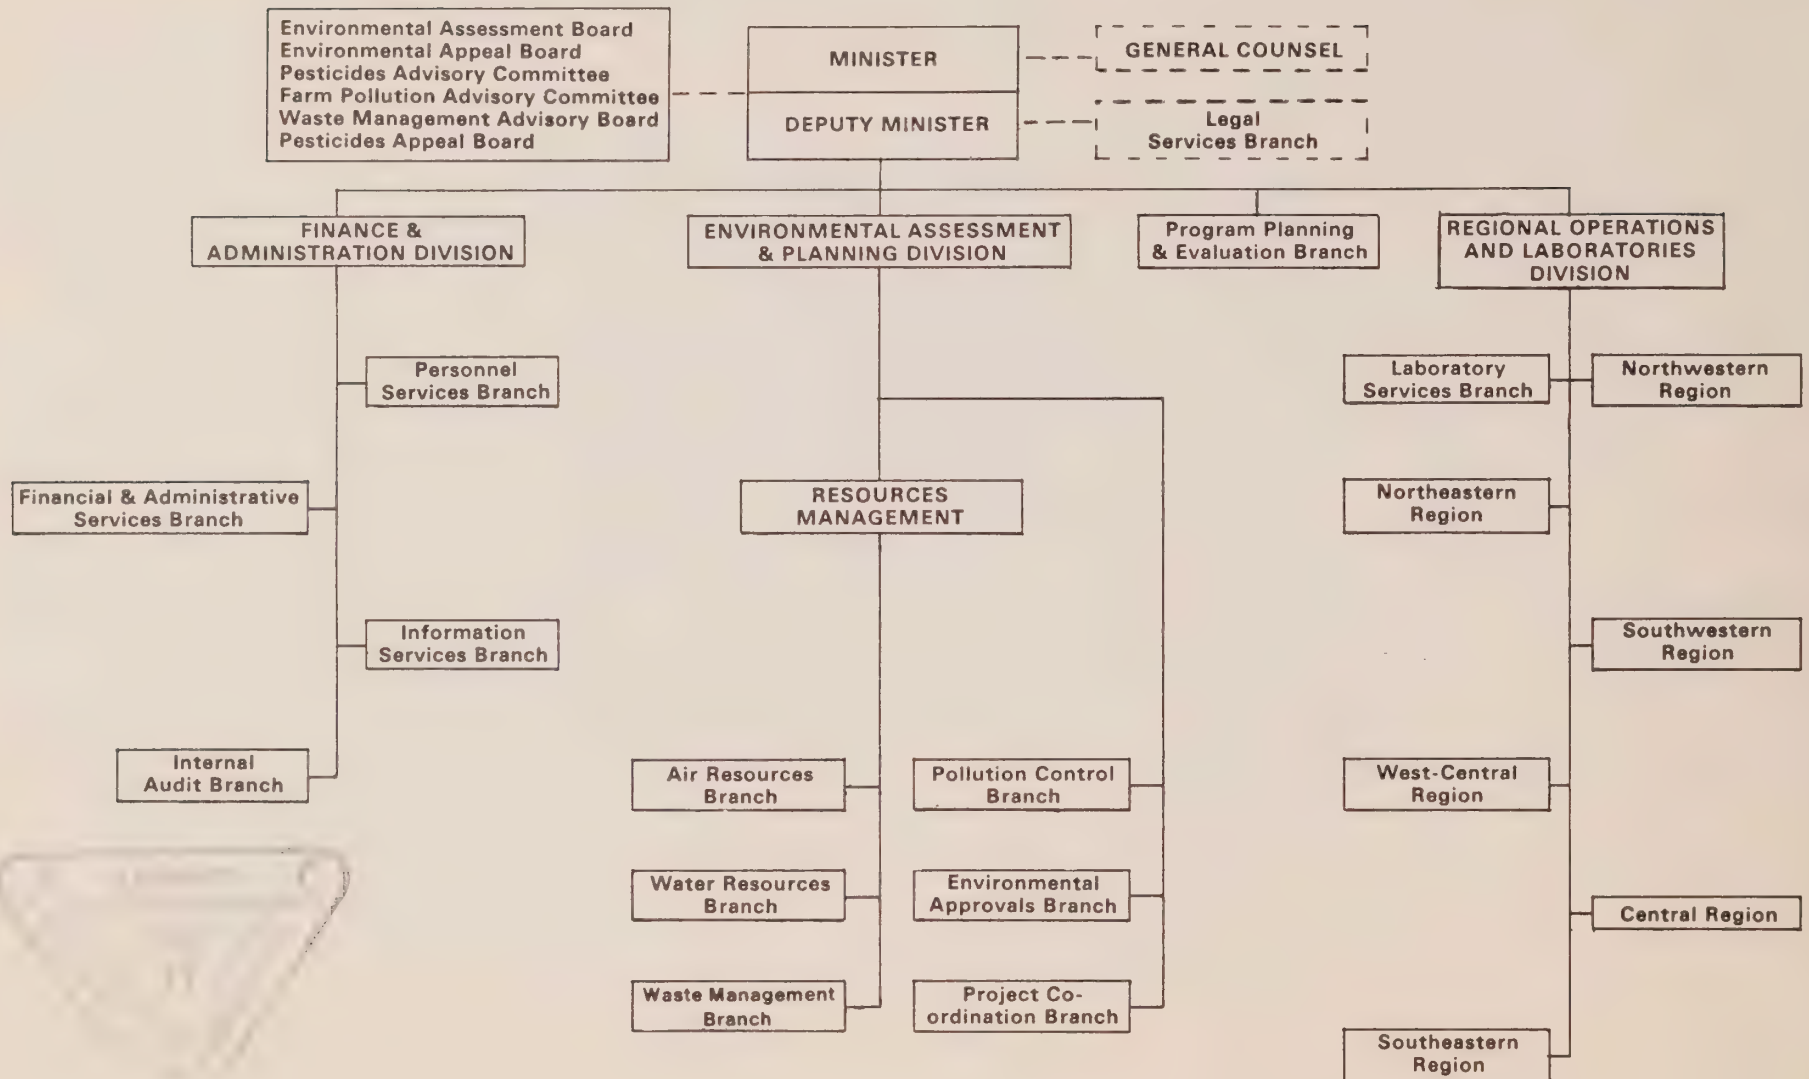 Environmental Assessment Board
Environmental Appeal Board
Pesticides Advisory Committee
Farm Pollution Advisory Committee
Waste Management Advisory Board
Pesticides Appeal Board
MINISTER
DEPUTY MINISTER
GENERAL COUNSEL
Legal
Services Branch
FINANCE &
ADMINISTRATION DIVISION
ENVIRONMENTAL ASSESSMENT
& PLANNING DIVISION
Program Planning
& Evaluation Branch
REGIONAL OPERATIONS
AND LABORATORIES
DIVISION
Personnel
Services Branch
Financial & Administrative
Services Branch
Information
Services Branch
Internal
Audit Branch
RESOURCES
MANAGEMENT
Air Resources
Branch
Water Resources
Branch
Waste Management
Branch
Pollution Control
Branch
Environmental
Approvals Branch
Project Co-
ordination Branch
Laboratory
Services Branch
Northwestern
Region
Northeastern
Region
Southwestern
Region
West-Central
Region
Central Region
Southeastern
Region